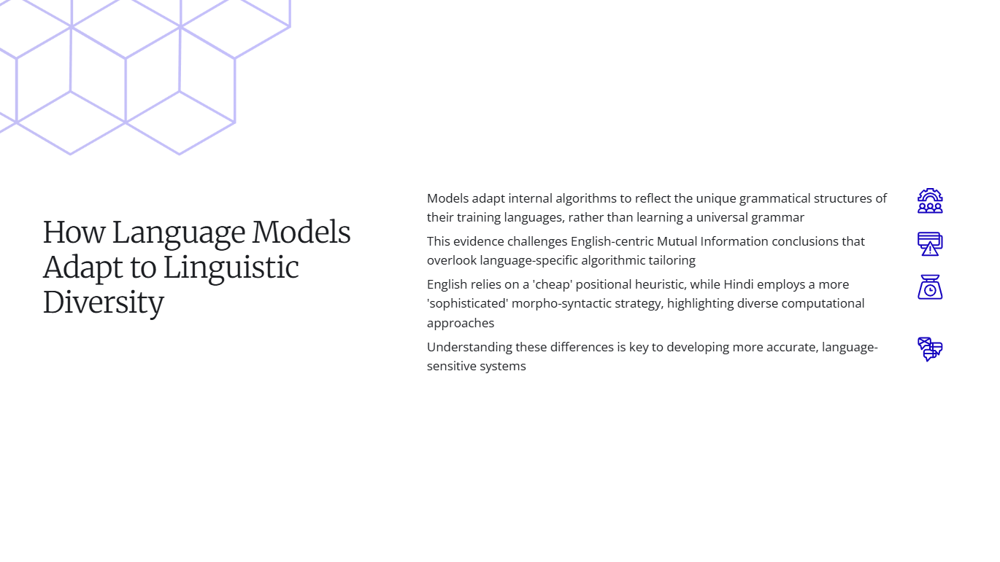 How Language Models
Adapt to Linguistic
Diversity
Models adapt internal algorithms to reflect the unique grammatical structures of
their training languages, rather than learning a universal grammar
This evidence challenges English-centric Mutual Information conclusions that
overlook language-specific algorithmic tailoring
English relies on a 'cheap' positional heuristic, while Hindi employs a more
'sophisticated' morpho-syntactic strategy, highlighting diverse computational
approaches
Understanding these differences is key to developing more accurate, language-
sensitive systems